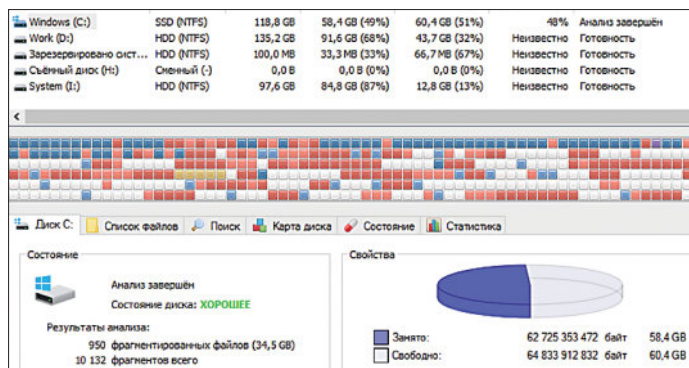 Windows (C:) SSD (NTFS) 118,8 GB 58,4 GB (49%) 60,4 GB (51%) 48% Анализ завершён
Work (D:) HDD (NTFS) 135,2 GB 91,6 GB (68%) 43,7 GB (32%) Неизвестно Готовность
Зарезервировано сист... HDD (NTFS) 100,0 MB 33,3 MB (33%) 66,7 MB (67%) Неизвестно Готовность
Съёмный диск (H:) Сменный (-) 0,0 B 0,0 B (0%) 0,0 B (0%) Неизвестно Готовность
System (I:) HDD (NTFS) 97,6 GB 84,8 GB (87%) 12,8 GB (13%) Неизвестно Готовность
Диск C: Список файлов Поиск Карта диска Состояние Статистика
Состояние Свойства
Анализ завершён
Состояние диска: ХОРОШЕЕ
Результаты анализа:
950 фрагментированных файлов (34,5 GB)
10 132 фрагментов всего
Занято: 62 725 353 472 байт 58,4 GB
Свободно: 64 833 912 832 байт 60,4 GB